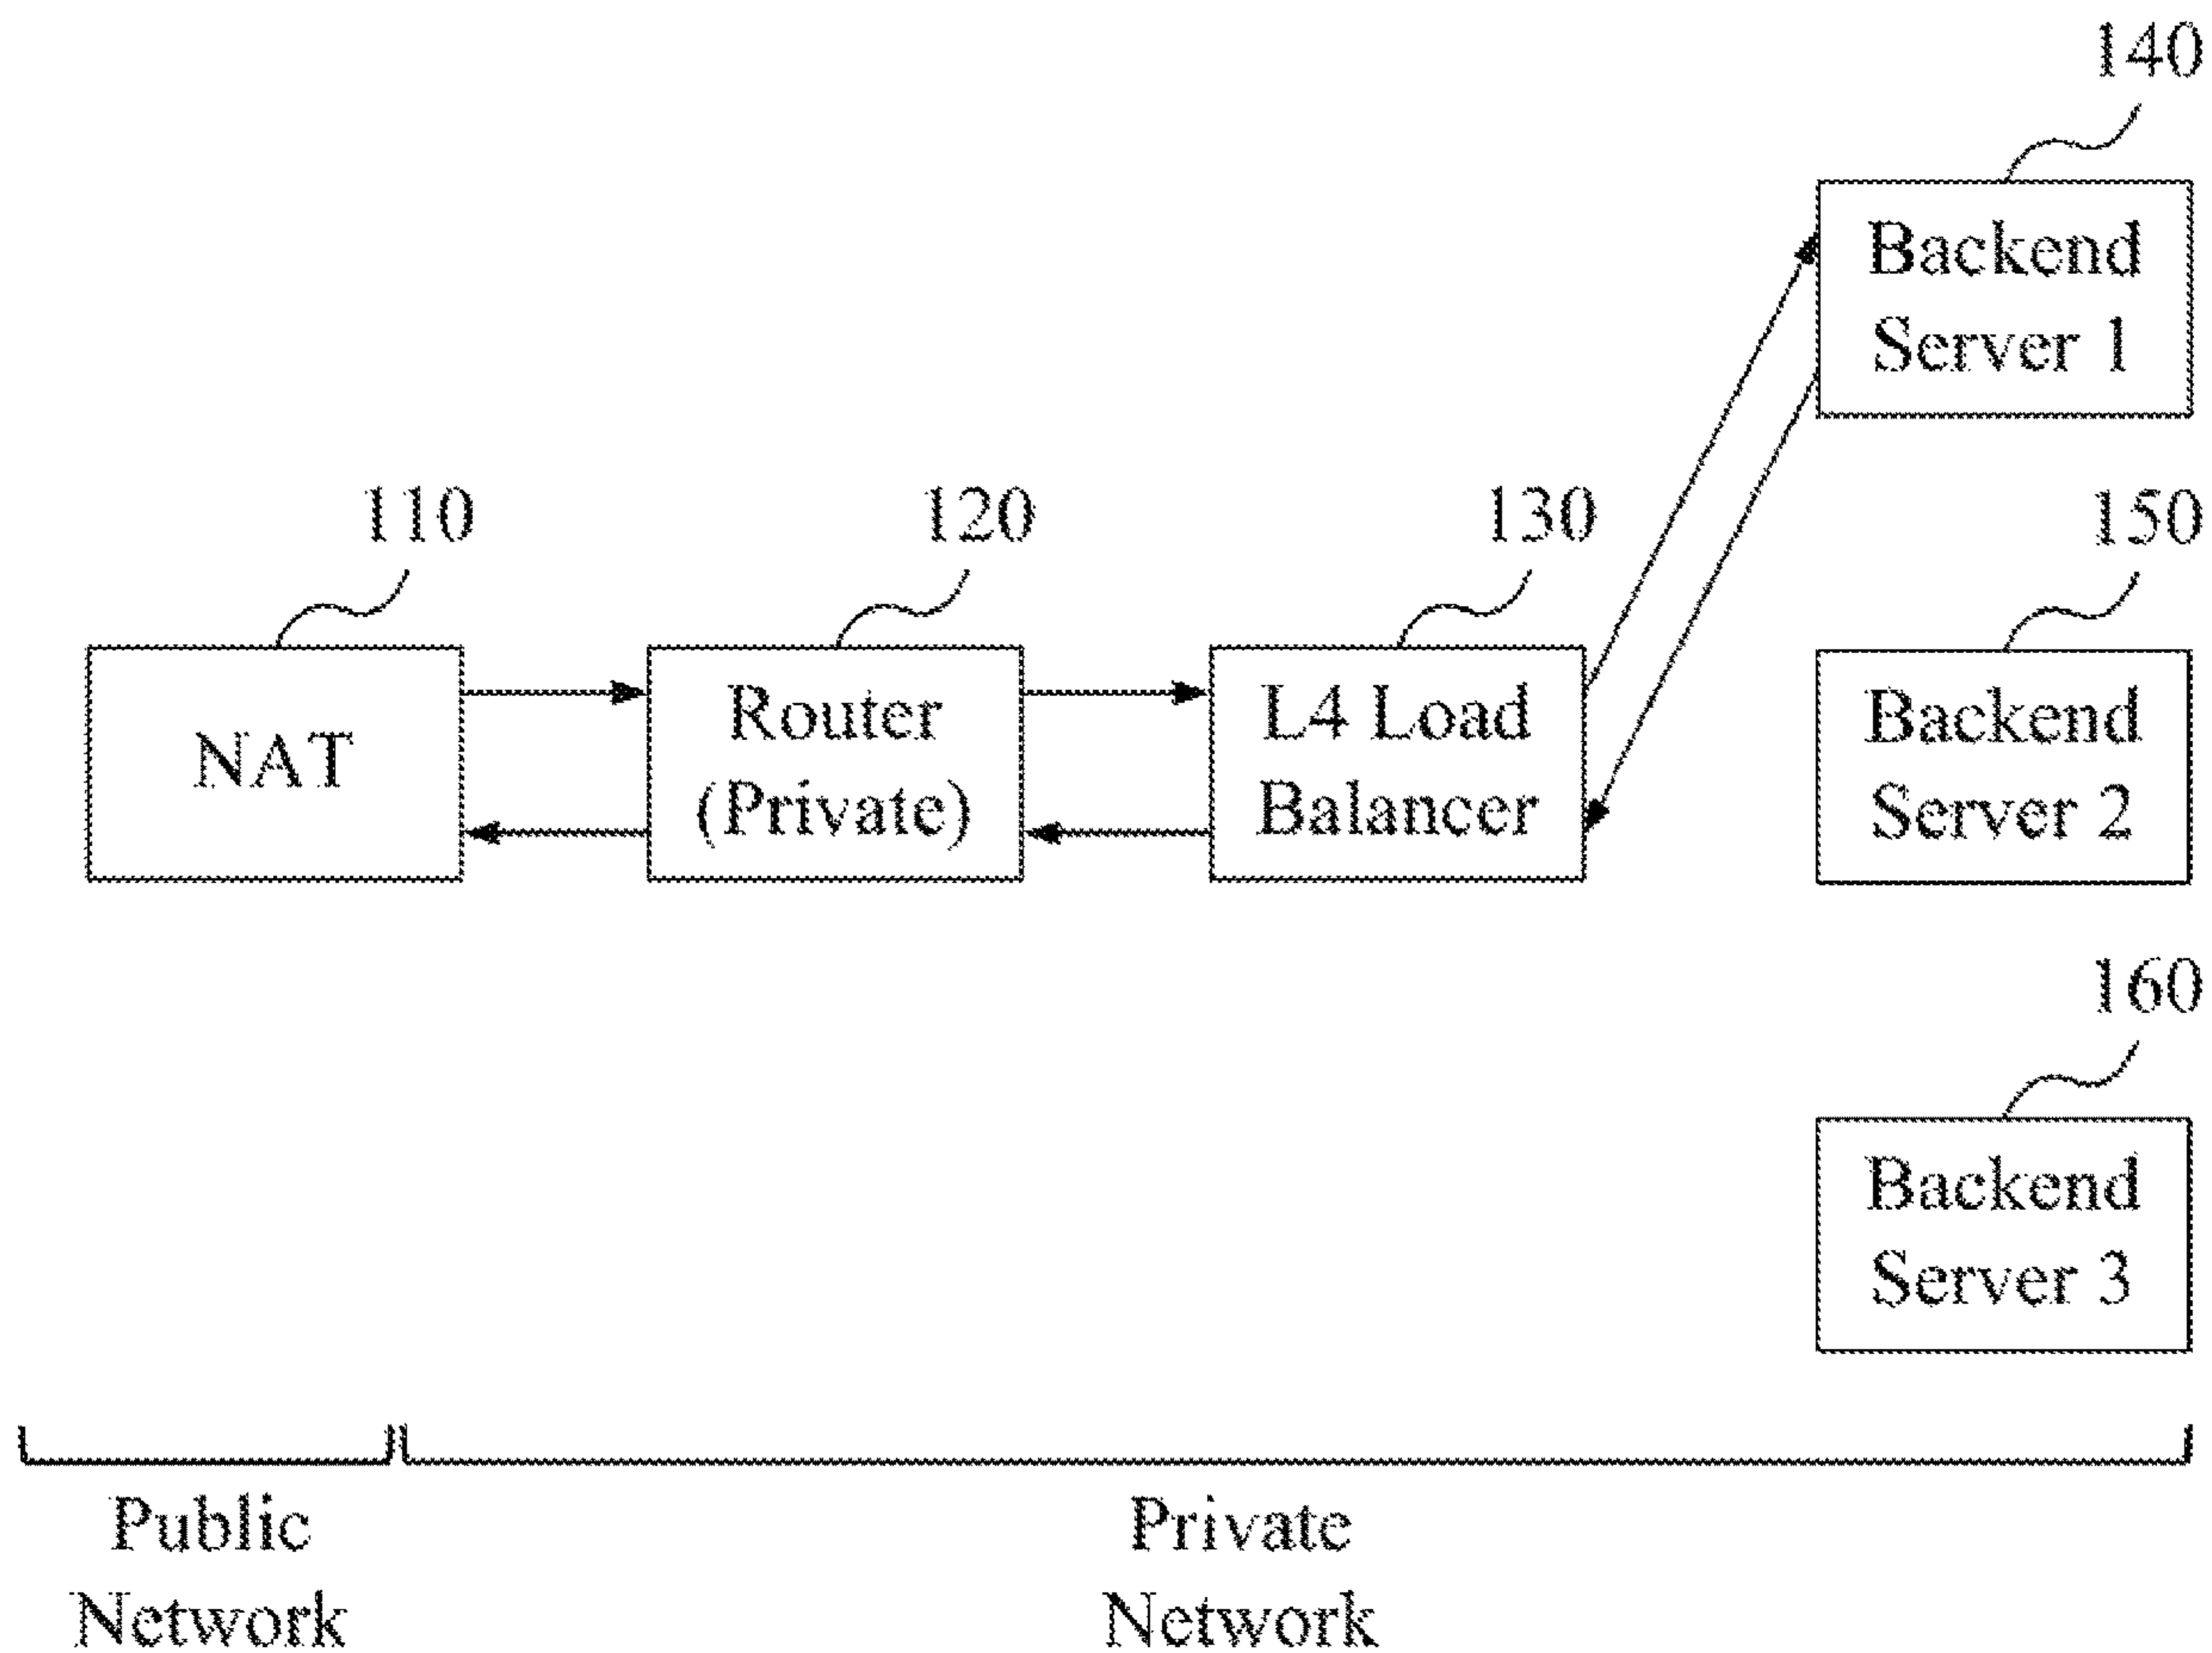 140
Backend
Server 1
110
120
130
150
NAT
Router
(Private)
L4 Load
Balancer
Backend
Server 2
160
Backend
Server 3
Public
Network
Private
Network